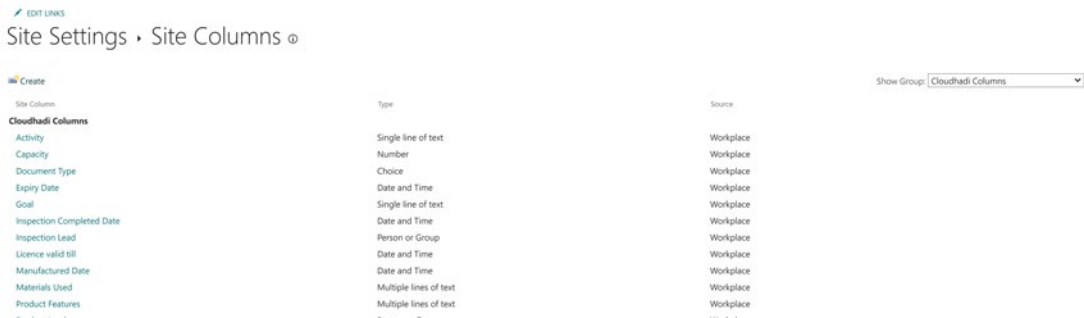 EDIT LINKS
Site Settings › Site Columns
Create
Show Group: Cloudhadi Columns
Site Column Type Source
Cloudhadi Columns
Activity Single line of text Workplace
Capacity Number Workplace
Document Type Choice Workplace
Expiry Date Date and Time Workplace
Goal Single line of text Workplace
Inspection Completed Date Date and Time Workplace
Inspection Lead Person or Group Workplace
Licence valid till Date and Time Workplace
Manufactured Date Date and Time Workplace
Materials Used Multiple lines of text Workplace
Product Features Multiple lines of text Workplace